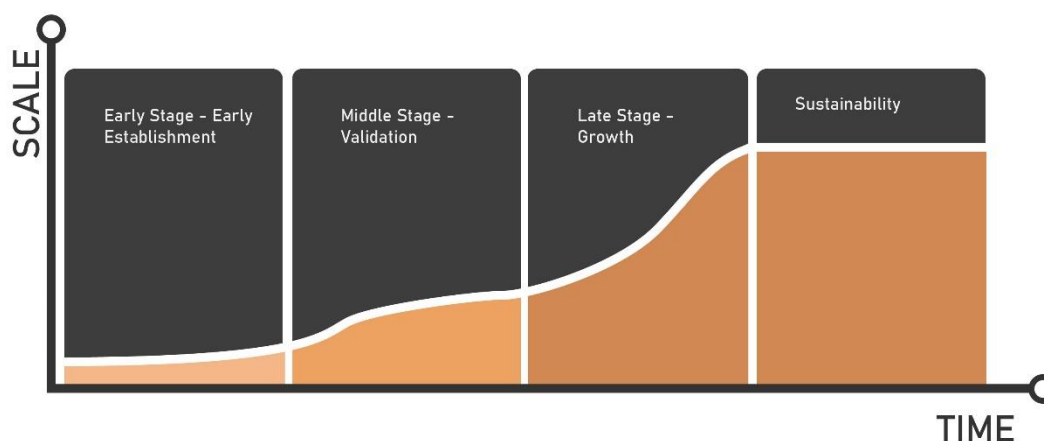 SCALE
Early Stage - Early
Establishment
Middle Stage -
Validation
Late Stage -
Growth
Sustainability
TIME